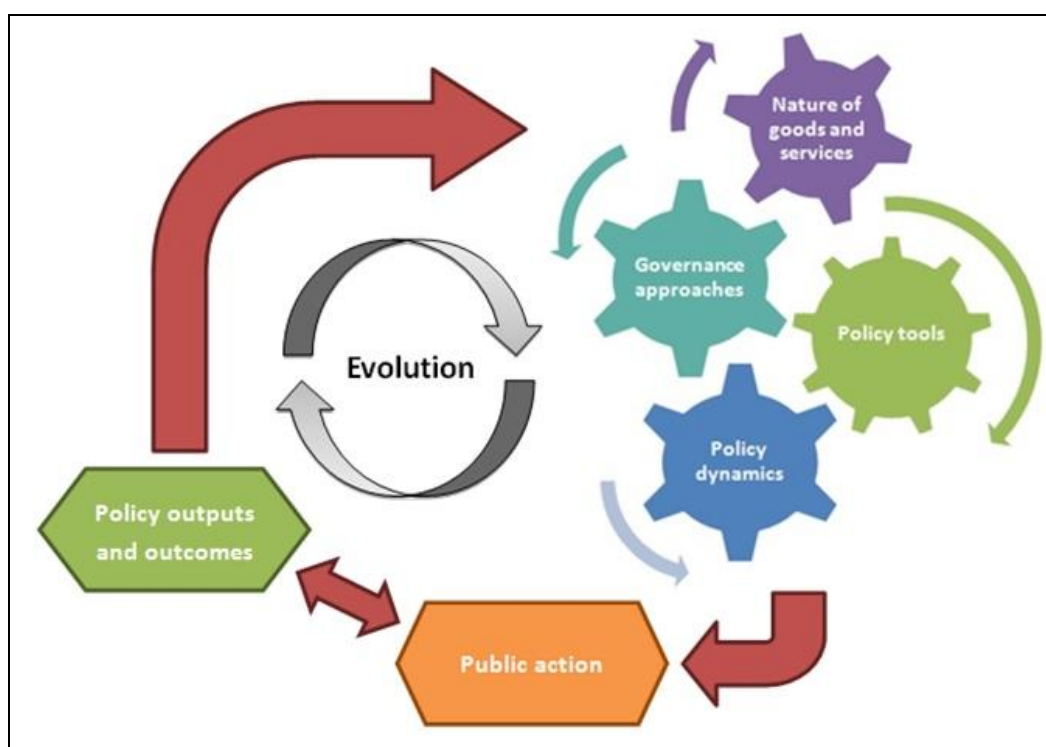 Nature of
goods and
services
Governance
approaches
Policy tools
Evolution
Policy
dynamics
Policy outputs
and outcomes
Public action